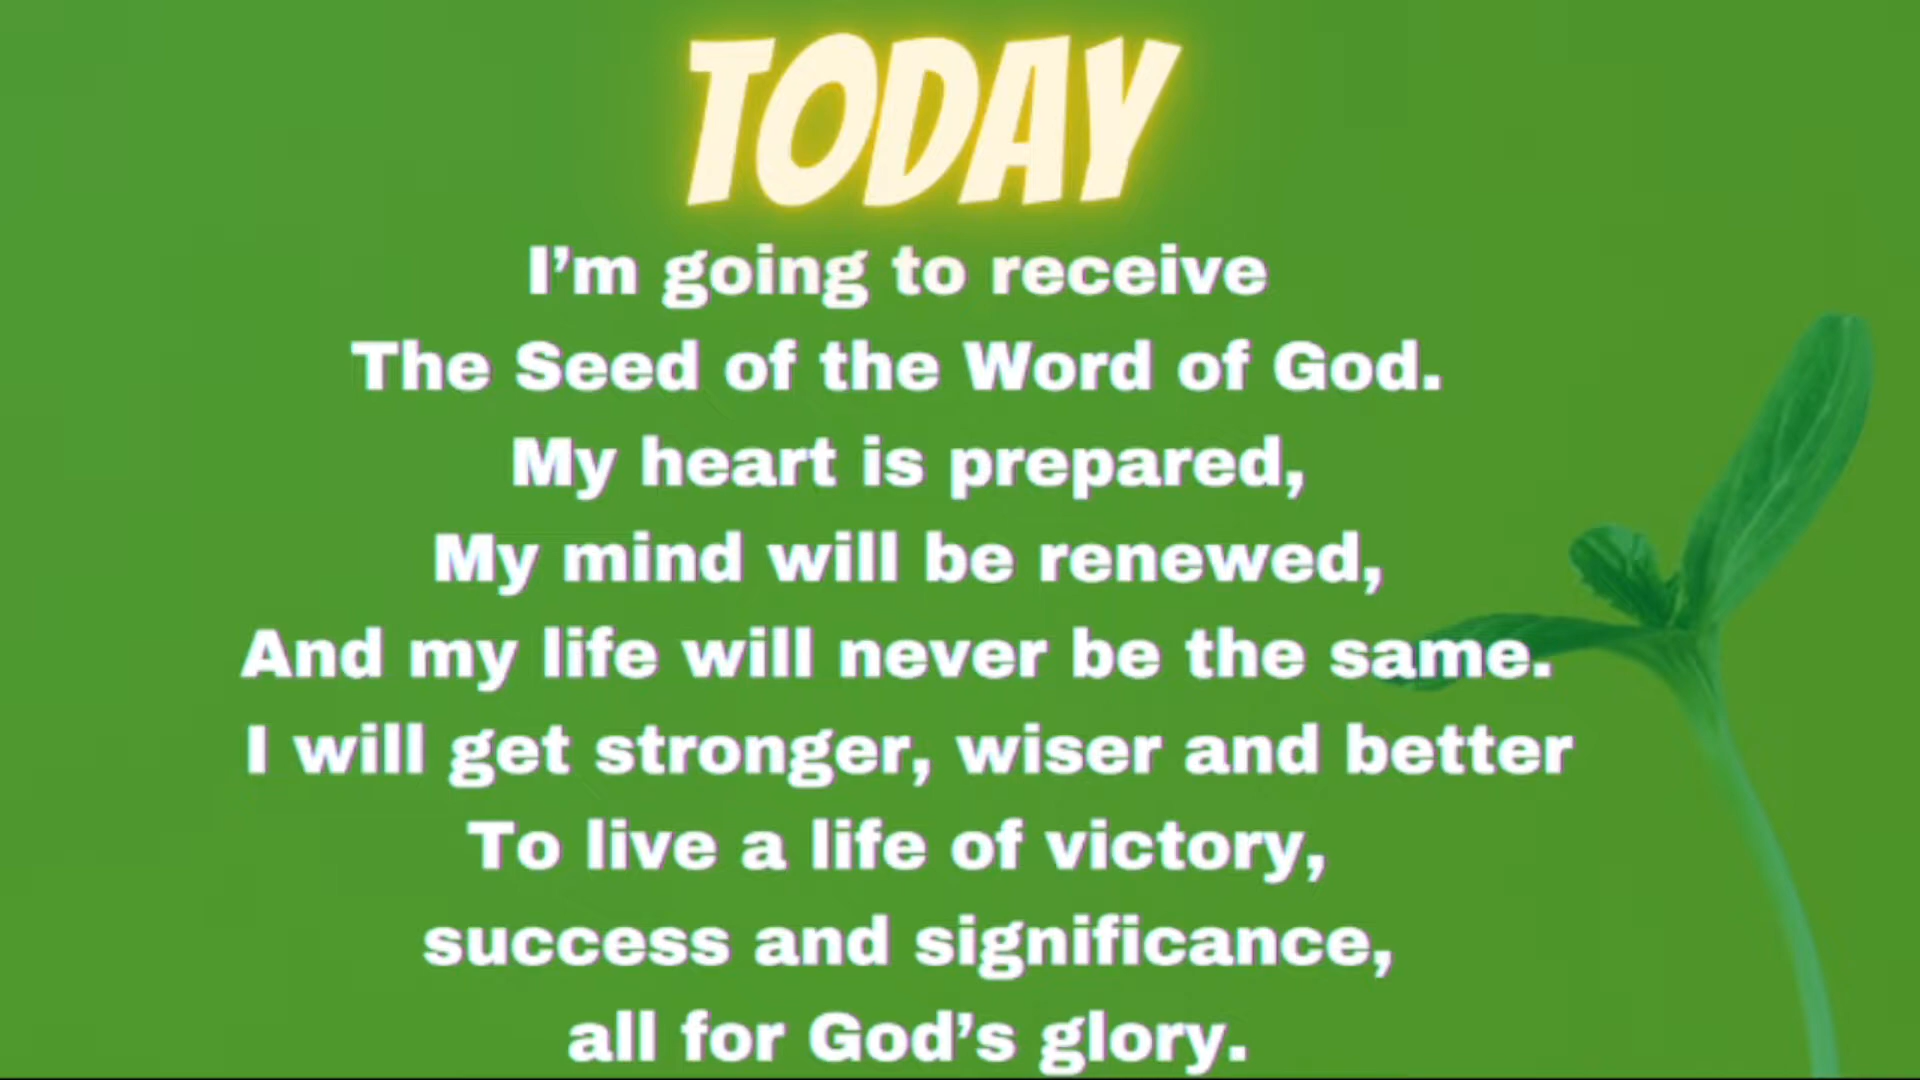 TODAY
I’m going to receive
The Seed of the Word of God.
My heart is prepared,
My mind will be renewed,
And my life will never be the same.
I will get stronger, wiser and better
To live a life of victory,
success and significance,
all for God’s glory.